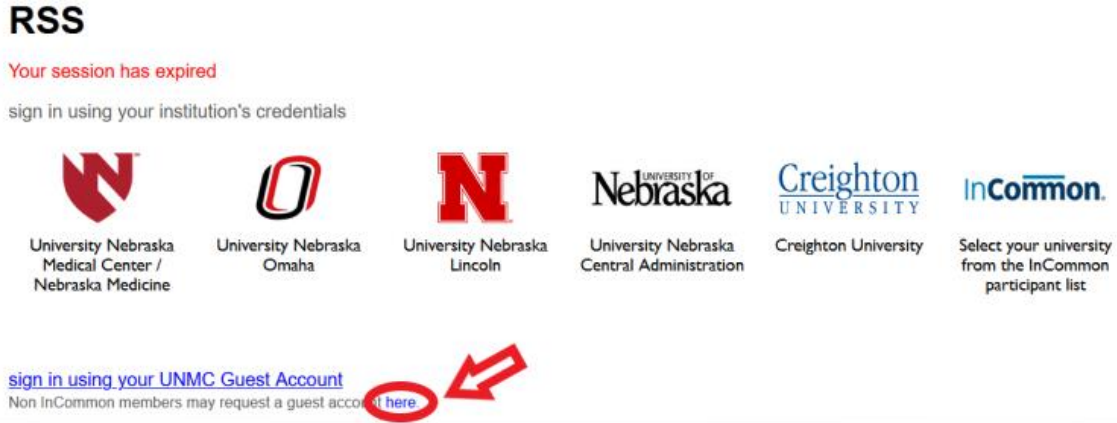 RSS
Your session has expired
sign in using your institution's credentials
N
O
N
UNIVERSITY OF
Nebraska
Creighton
UNIVERSITY
InCommon.
University Nebraska
Medical Center /
Nebraska Medicine
University Nebraska
Omaha
University Nebraska
Lincoln
University Nebraska
Central Administration
Creighton University
Select your university
from the InCommon
participant list
sign in using your UNMC Guest Account
Non InCommon members may request a guest account here.